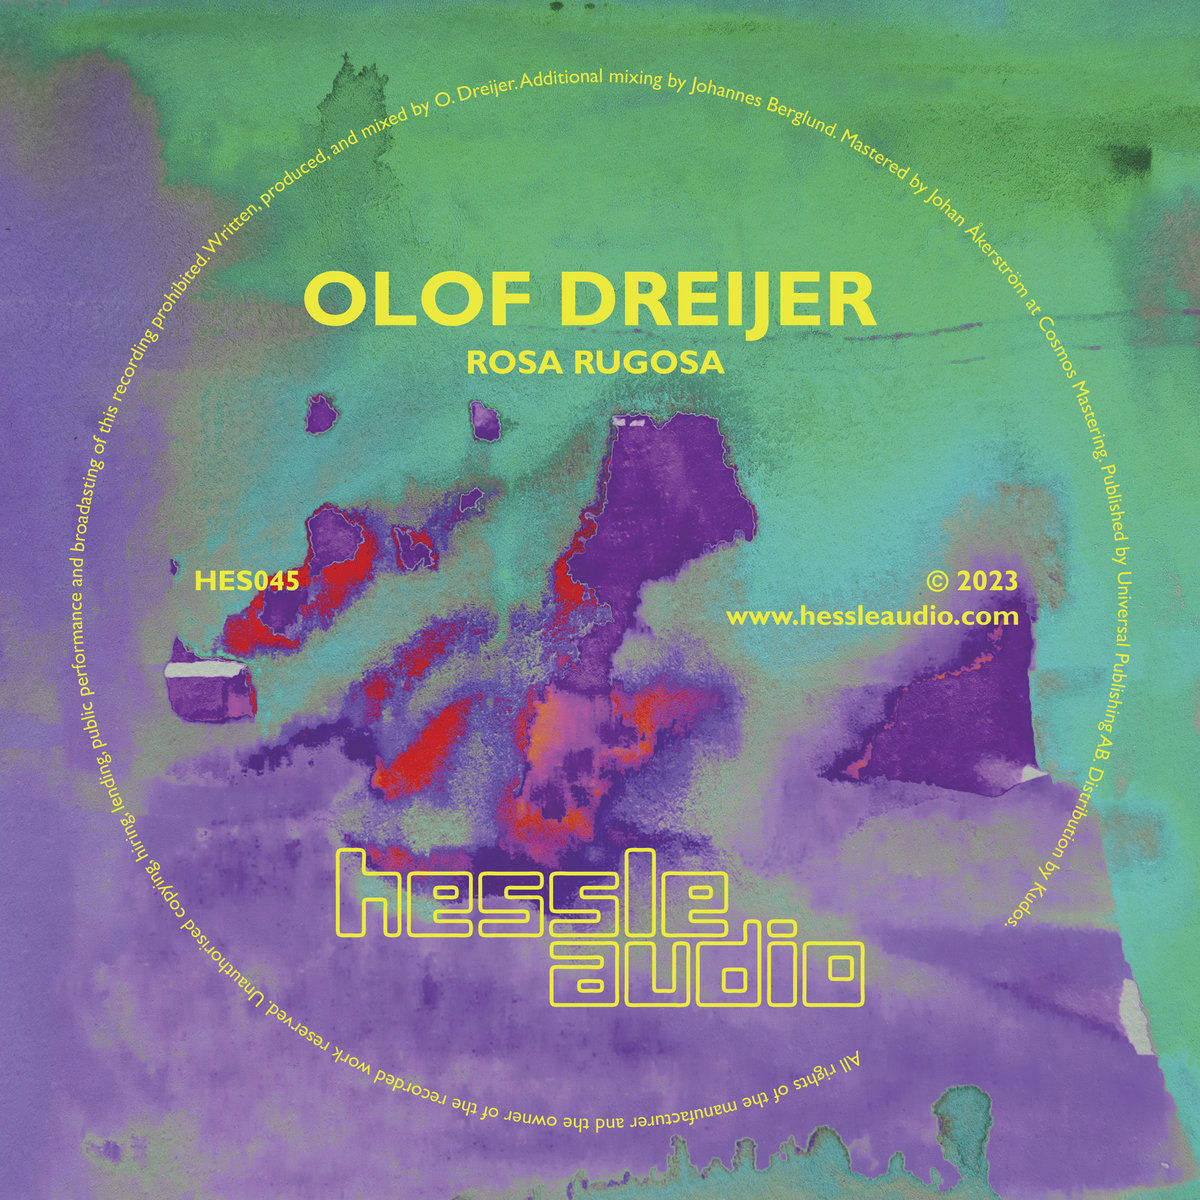 OLOF DREIJER
ROSA RUGOSA
HES045
© 2023
www.hessleaudio.com
hessle
audio
All rights of the manufacturer and the owner of the recorded work reserved. Unauthorised copying, hiring, lending, public performance and broadasting of this recording prohibited. Written, produced, and mixed by O. Dreijer. Additional mixing by Johannes Berglund. Mastered by Johan Åkerström at Cosmos Mastering. Published by Universal Publishing AB. Distribution by Kudos.